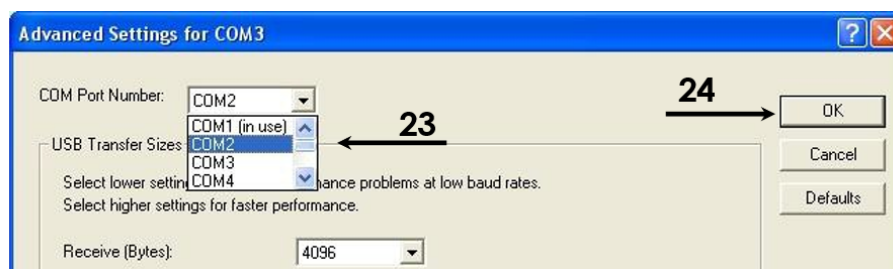 Advanced Settings for COM3
COM Port Number:
COM2
COM1 (in use)
COM2
COM3
COM4
23
24
OK
Cancel
Defaults
USB Transfer Sizes
Select lower settin
mance problems at low baud rates.
Select higher settings for faster performance.
Receive (Bytes):
4096